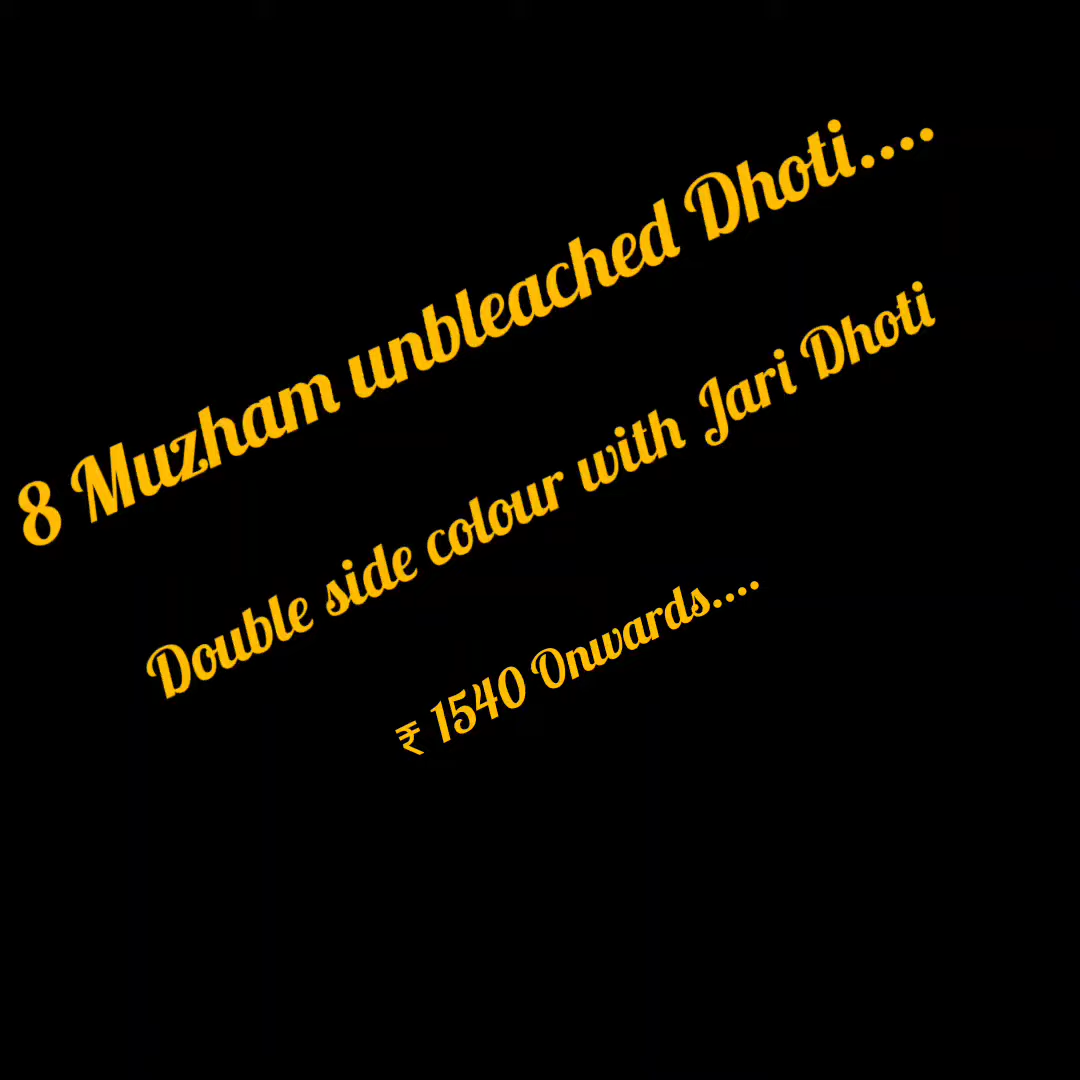 8 Muzham unbleached Dhoti....
Double side colour with Jari Dhoti
₹ 1540 Onwards....